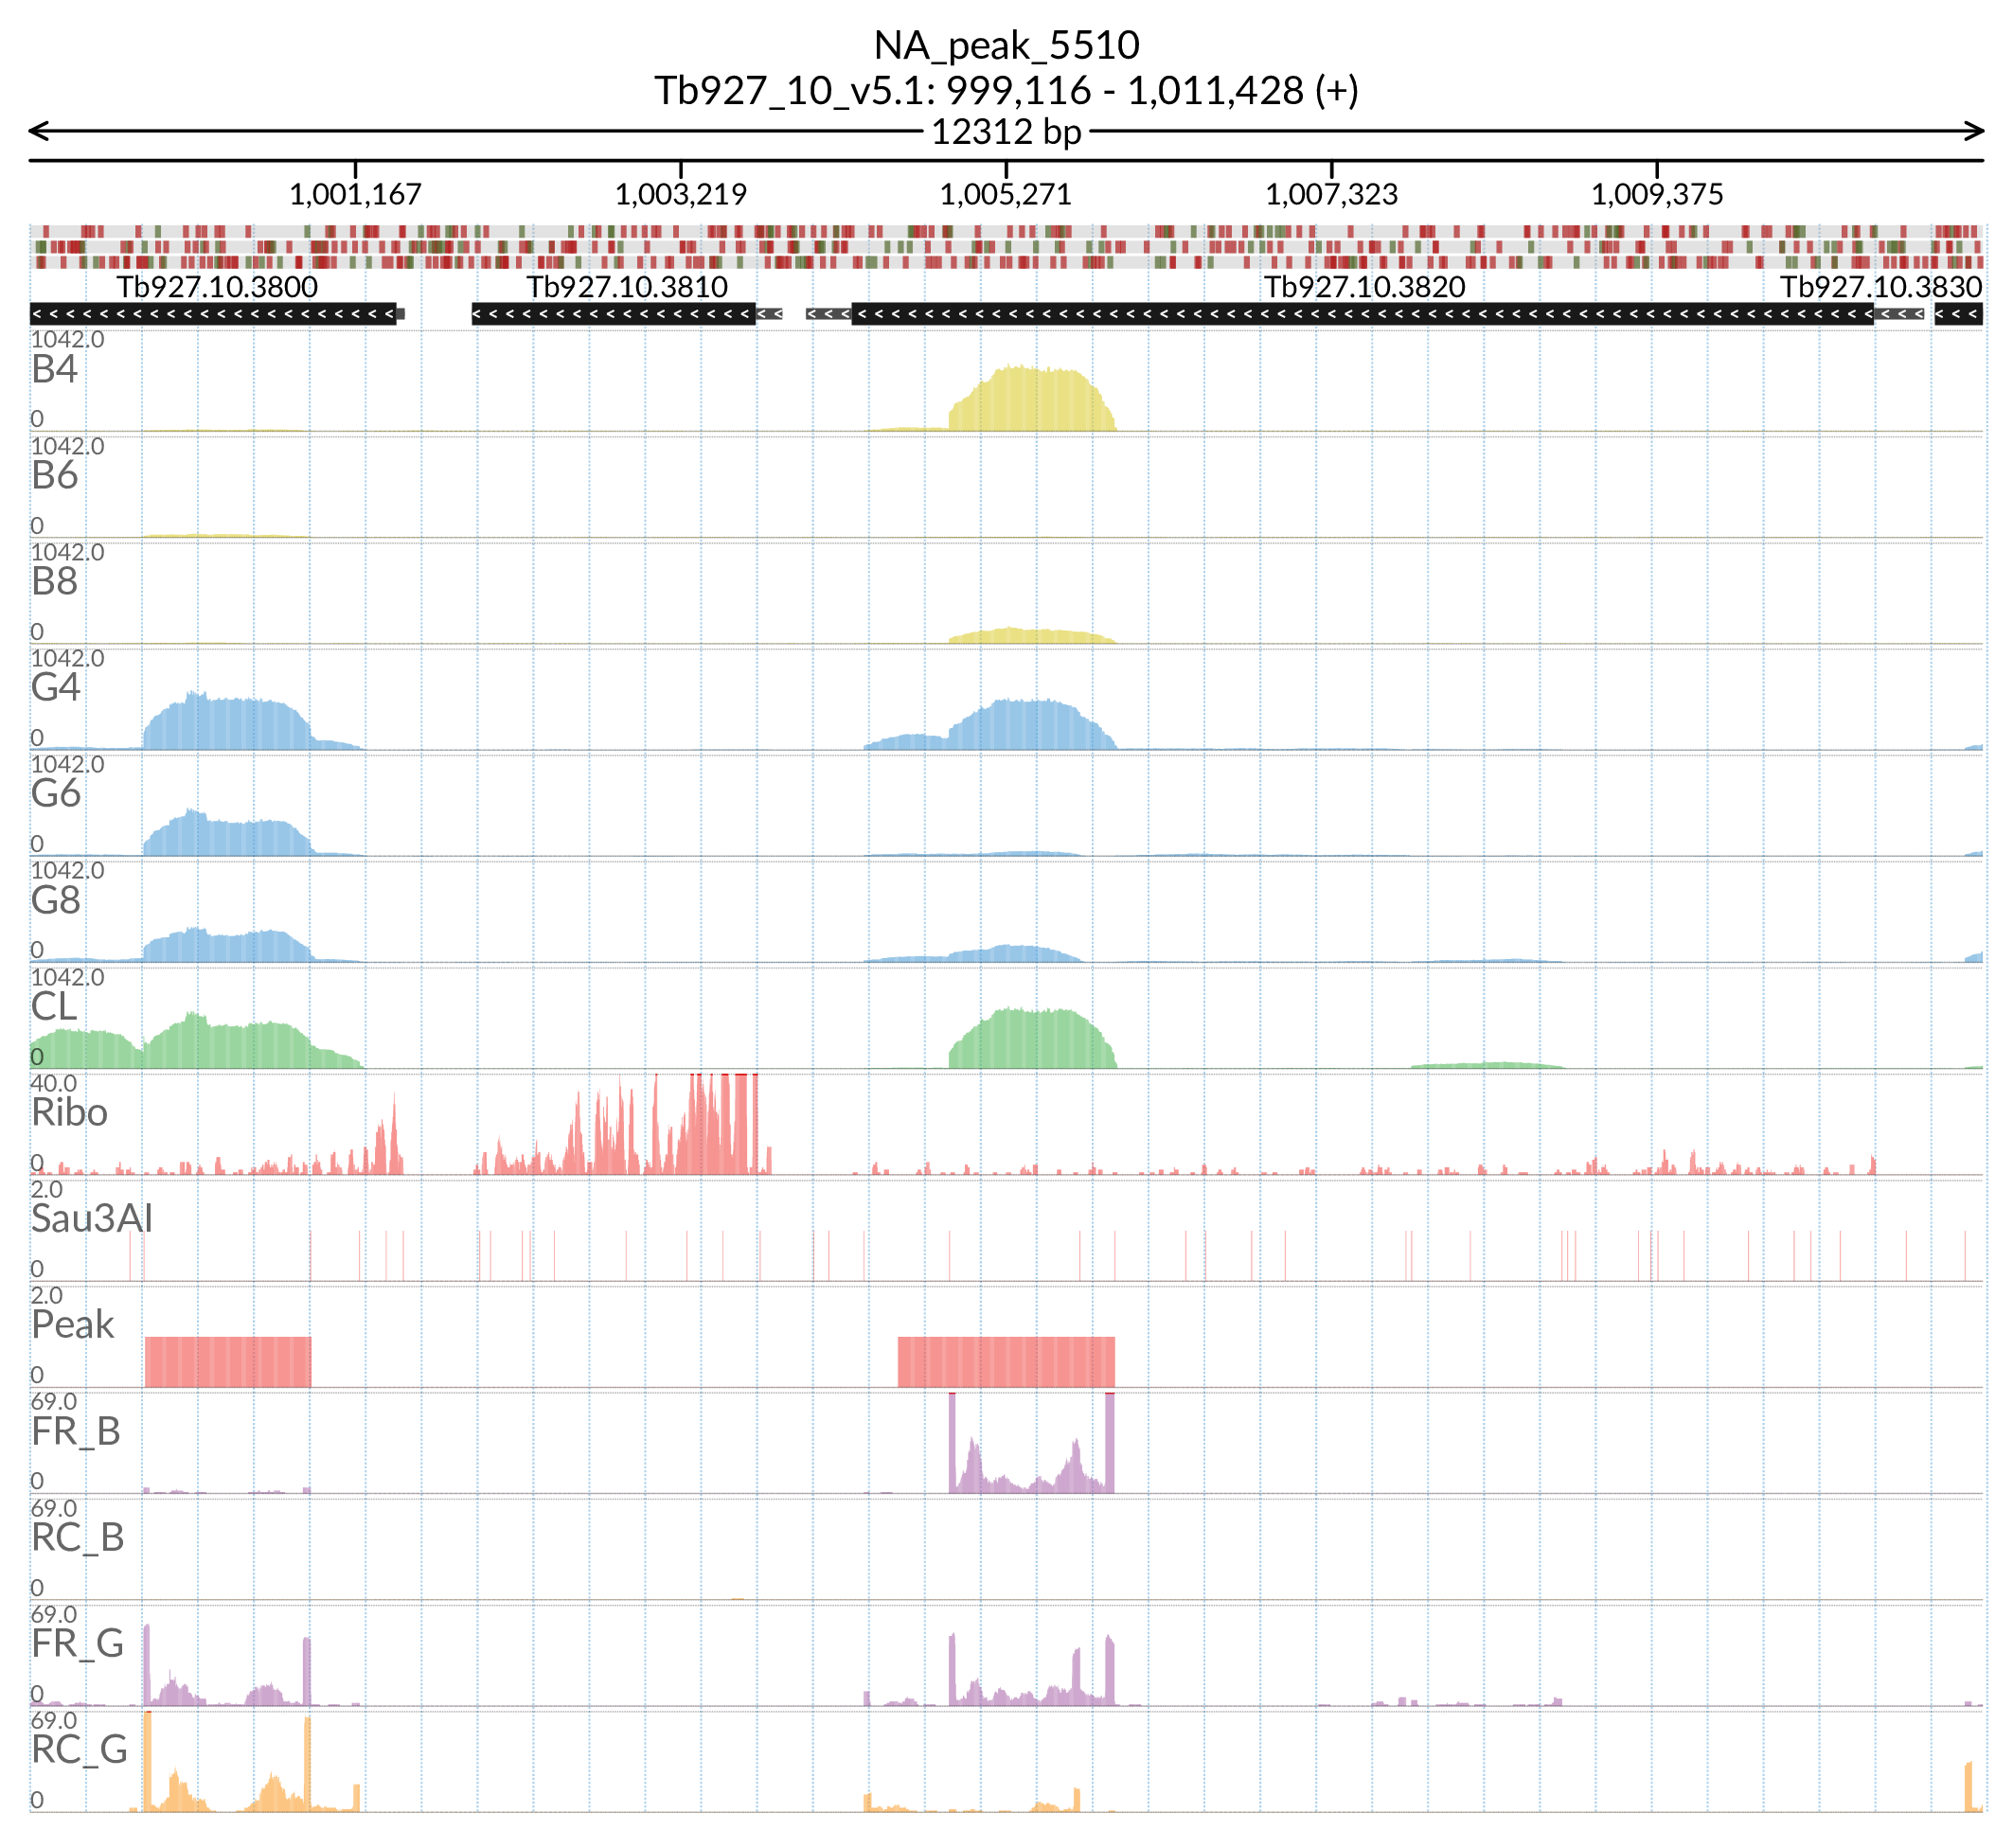 NA_peak_5510
Tb927_10_v5.1: 999,116 - 1,011,428 (+)
12312 bp
1,001,167 1,003,219 1,005,271 1,007,323 1,009,375
Tb927.10.3800 Tb927.10.3810 Tb927.10.3820 Tb927.10.3830
1042.0
B4
0
1042.0
B6
0
1042.0
B8
0
1042.0
G4
0
1042.0
G6
0
1042.0
G8
0
1042.0
CL
0
40.0
Ribo
0
2.0
Sau3AI
0
2.0
Peak
0
69.0
FR_B
0
69.0
RC_B
0
69.0
FR_G
0
69.0
RC_G
0